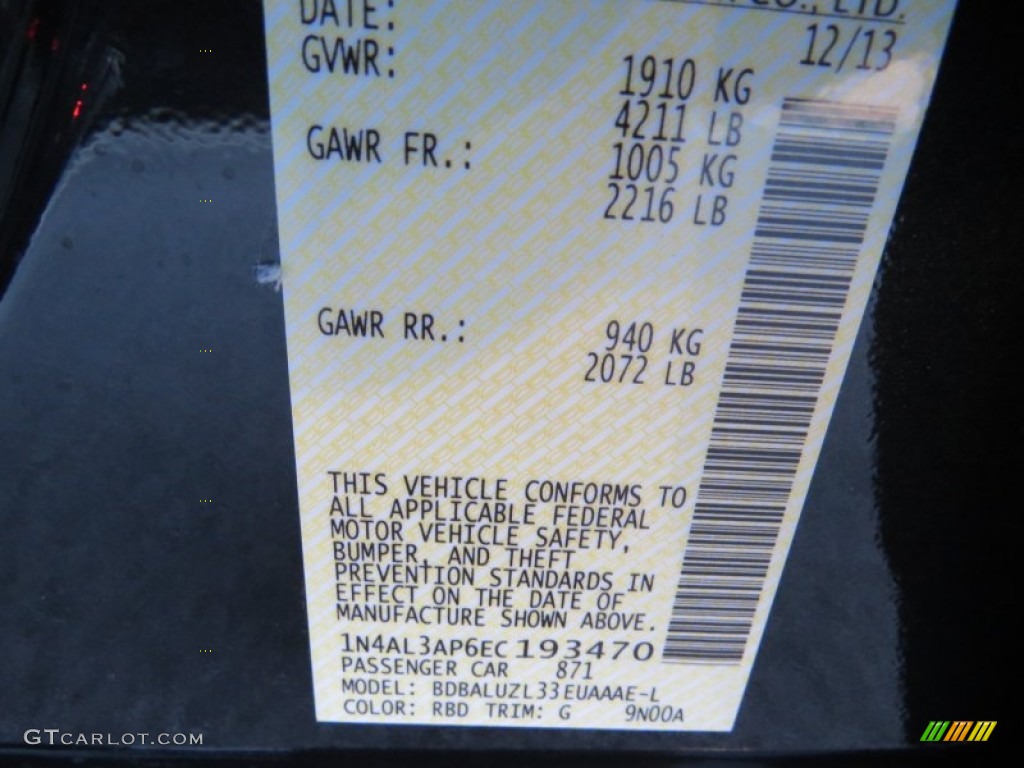 CO., LTD.
DATE: 12/13
GVWR: 1910 KG
4211 LB
GAWR FR.: 1005 KG
2216 LB
GAWR RR.: 940 KG
2072 LB
THIS VEHICLE CONFORMS TO
ALL APPLICABLE FEDERAL
MOTOR VEHICLE SAFETY,
BUMPER, AND THEFT
PREVENTION STANDARDS IN
EFFECT ON THE DATE OF
MANUFACTURE SHOWN ABOVE.
1N4AL3AP6EC193470
PASSENGER CAR 871
MODEL: BDBALUZL33EUAAAE-L
COLOR: RBD TRIM: G 9N00A
GTCARLOT.COM